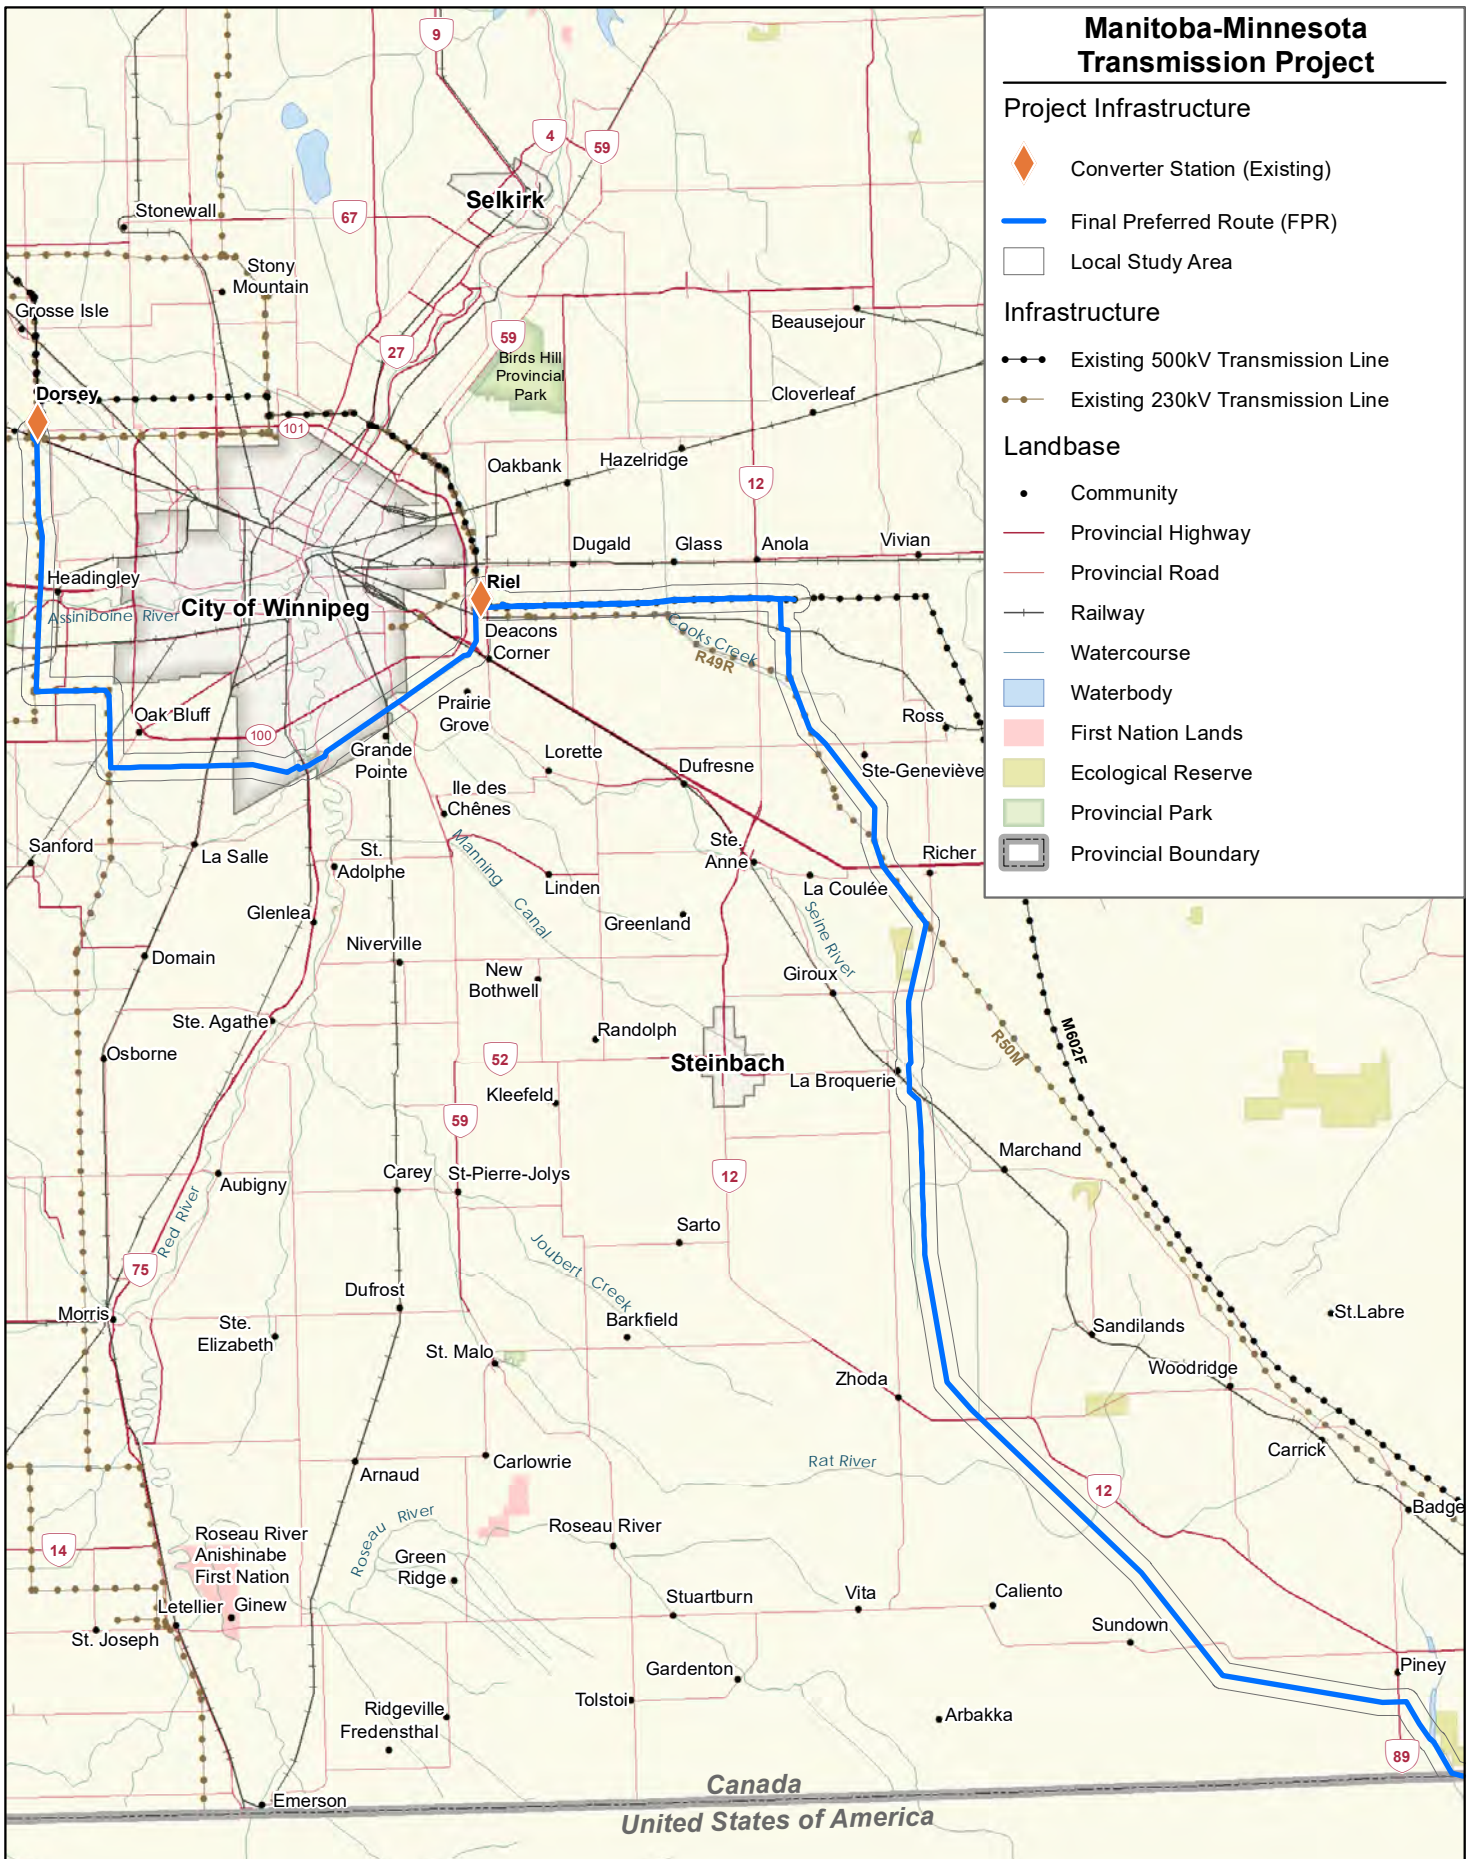 Manitoba-Minnesota
Transmission Project
Project Infrastructure
Converter Station (Existing)
Final Preferred Route (FPR)
Local Study Area
Infrastructure
Existing 500kV Transmission Line
Existing 230kV Transmission Line
Landbase
Community
Provincial Highway
Provincial Road
Railway
Watercourse
Waterbody
First Nation Lands
Ecological Reserve
Provincial Park
Provincial Boundary
9
4
59
Selkirk
Stonewall
67
Stony
Mountain
Grosse Isle
Beausejour
59
27
Birds Hill
Provincial
Park
Dorsey
Cloverleaf
101
Oakbank
Hazelridge
12
Dugald
Glass
Anola
Vivian
Headingley
Riel
City of Winnipeg
Assiniboine River
Deacons
Corner
Cooks Creek
R49R
Prairie
Grove
Oak Bluff
100
Ross
Grande
Pointe
Lorette
Dufresne
Ste-Geneviève
Ile des
Chênes
Sanford
La Salle
St.
Adolphe
Manning Canal
Ste.
Anne
Richer
Linden
La Coulée
Glenlea
Greenland
Seine River
Niverville
Domain
New
Bothwell
Giroux
Ste. Agathe
Randolph
R50M
M602F
Osborne
52
Steinbach
La Broquerie
Kleefeld
59
Marchand
Aubigny
Carey
St-Pierre-Jolys
12
Red River
Sarto
75
Joubert Creek
Dufrost
Morris
Ste.
Elizabeth
Barkfield
St.Labre
Sandilands
St. Malo
Woodridge
Zhoda
Carrick
Carlowrie
Rat River
Arnaud
12
Badge
Roseau River
14
Roseau River
Anishinabe
First Nation
Roseau River
Green
Ridge
Letellier
Ginew
Stuartburn
Vita
Caliento
St. Joseph
Sundown
Gardenton
Piney
Tolstoi
Ridgeville
Arbakka
Fredensthal
89
Canada
Emerson
United States of America